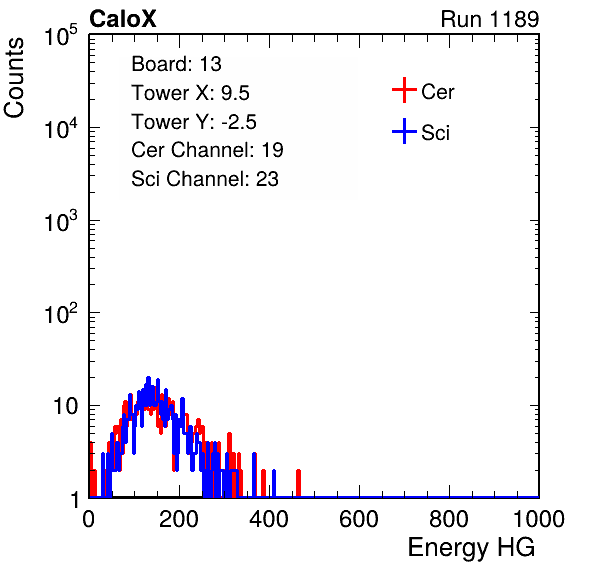 CaloX Run 1189
Counts
Board: 13
Tower X: 9.5
Tower Y: -2.5
Cer Channel: 19
Sci Channel: 23
Cer
Sci
10^5
10^4
10^3
10^2
10
1
0 200 400 600 800 1000
Energy HG